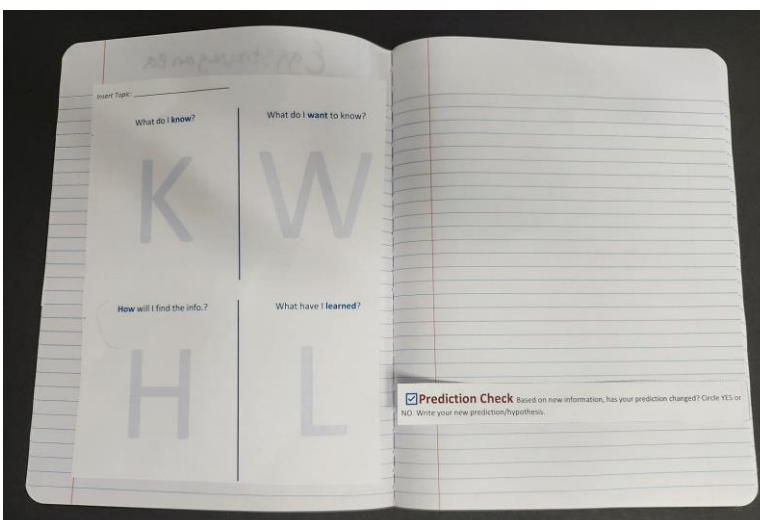 Insert Topic:
What do I know?
What do I want to know?
K
W
How will I find the info.?
What have I learned?
H
L
Prediction Check Based on new information, has your prediction changed? Circle YES or
NO. Write your new prediction/hypothesis.